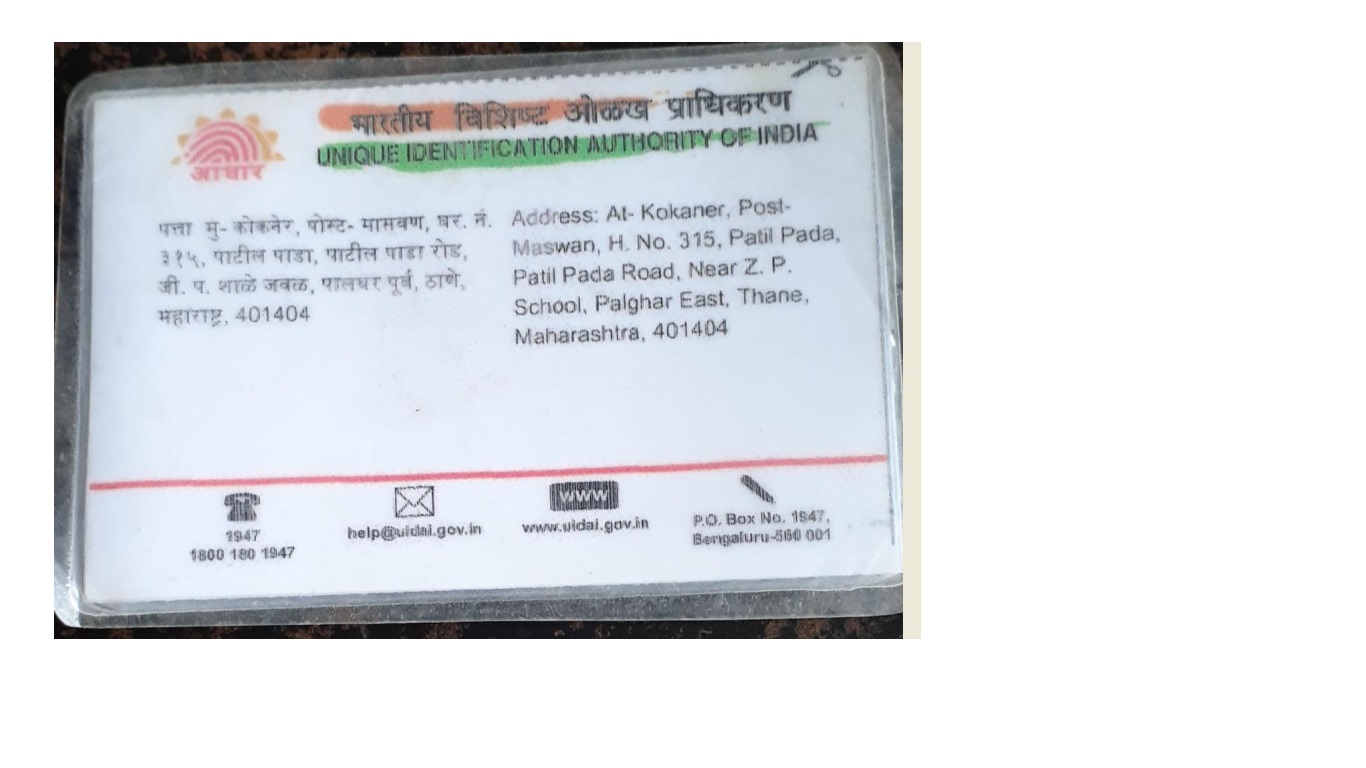 भारतीय विशिष्ट ओळख प्राधिकरण
UNIQUE IDENTIFICATION AUTHORITY OF INDIA
आधार
पत्ता मु- कोकनेर, पोस्ट- मासवण, घर. नं.
३१५, पाटील पाडा, पाटील पाडा रोड,
जी. प. शाळे जवळ, पालघर पूर्व, ठाणे,
महाराष्ट्र, 401404
Address: At- Kokaner, Post-
Maswan, H. No. 315, Patil Pada,
Patil Pada Road, Near Z. P.
School, Palghar East, Thane,
Maharashtra, 401404
1947
1800 180 1947
help@uidai.gov.in
WWW
www.uidai.gov.in
P.O. Box No. 1947,
Bengaluru-560 001